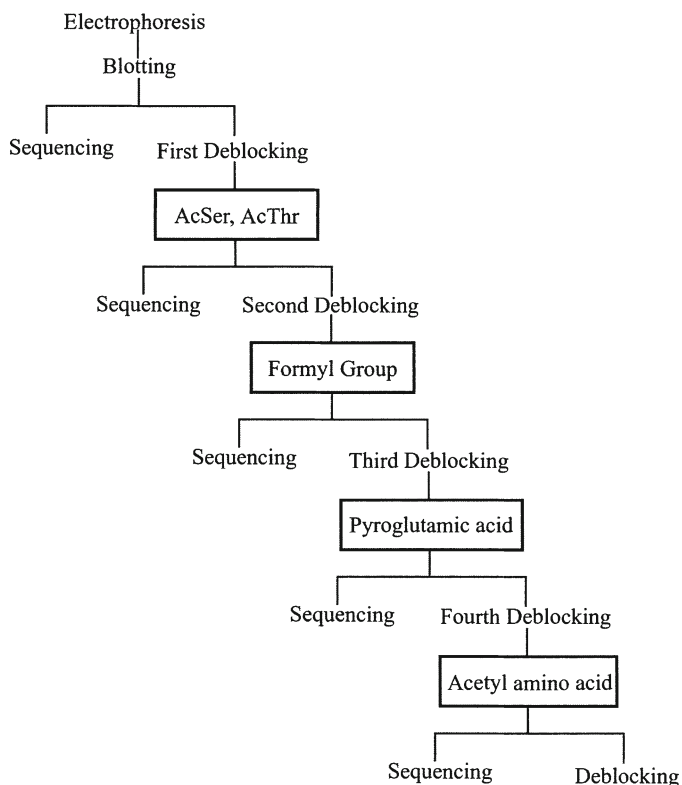 Electrophoresis
Blotting
Sequencing First Deblocking
AcSer, AcThr
Sequencing Second Deblocking
Formyl Group
Sequencing Third Deblocking
Pyroglutamic acid
Sequencing Fourth Deblocking
Acetyl amino acid
Sequencing Deblocking